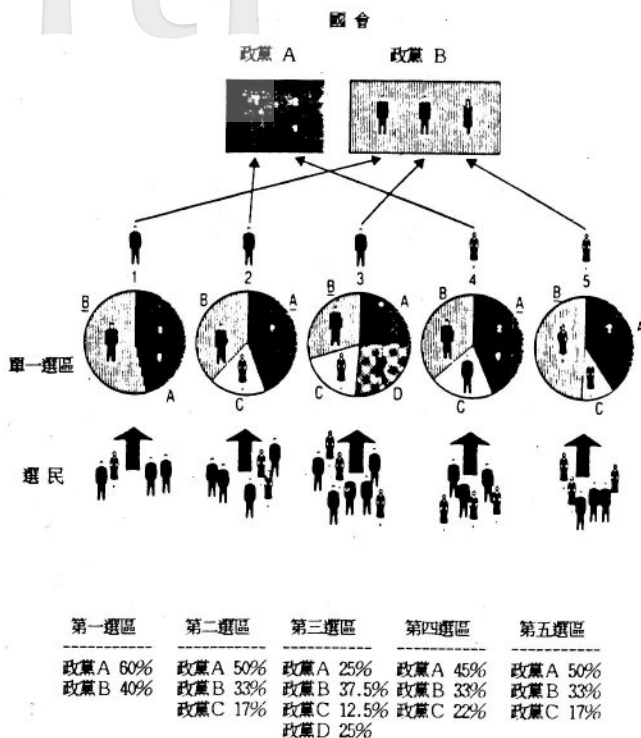 國會
政黨 A 政黨 B
1 2 3 4 5
B B A B A B A B A
A C C D C C
單一選區
選民
第一選區 第二選區 第三選區 第四選區 第五選區
政黨A 60% 政黨A 50% 政黨A 25% 政黨A 45% 政黨A 50%
政黨B 40% 政黨B 33% 政黨B 37.5% 政黨B 33% 政黨B 33%
政黨C 17% 政黨C 12.5% 政黨C 22% 政黨C 17%
政黨D 25%